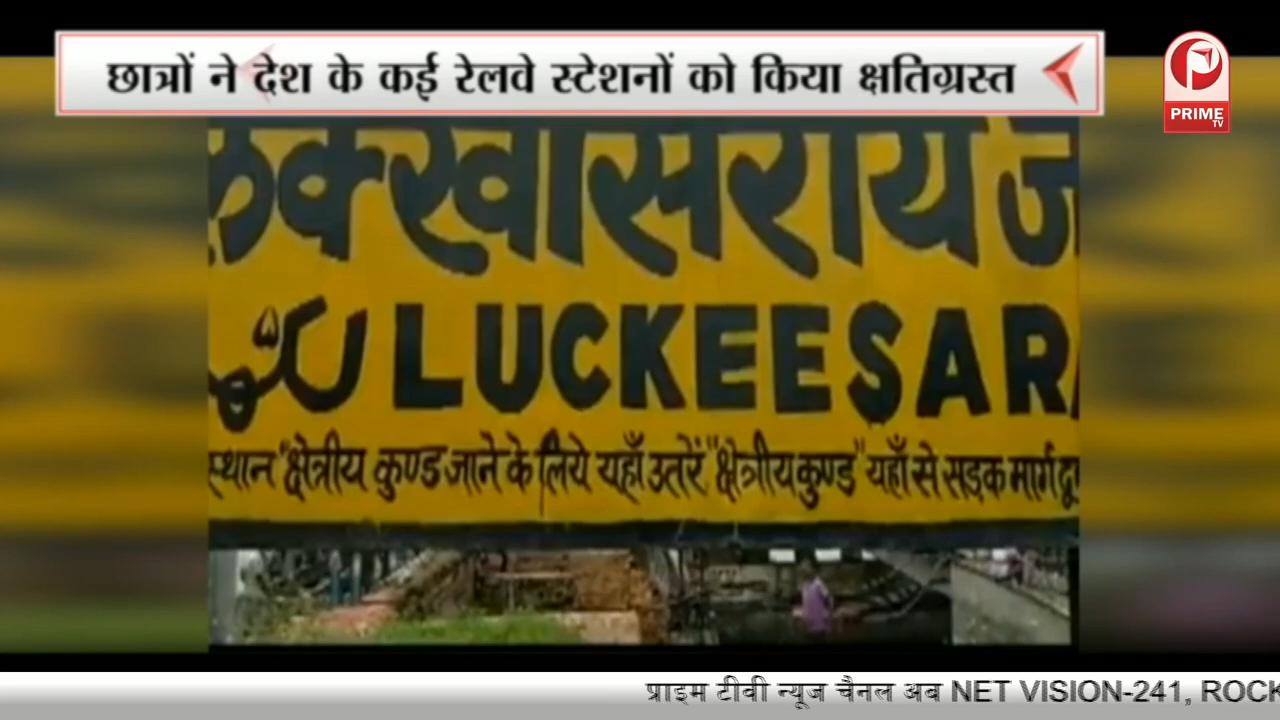 छात्रों ने देश के कई रेलवे स्टेशनों को किया क्षतिग्रस्त
PRIME
TV
लक्खीसराय ज
LUCKEESAR
स्थान "क्षेत्रीय कुण्ड जाने के लिये यहाँ उतरें "क्षेत्रीय कुण्ड" यहाँ से सड़क मार्ग द्व
प्राइम टीवी न्यूज चैनल अब NET VISION-241, ROCK